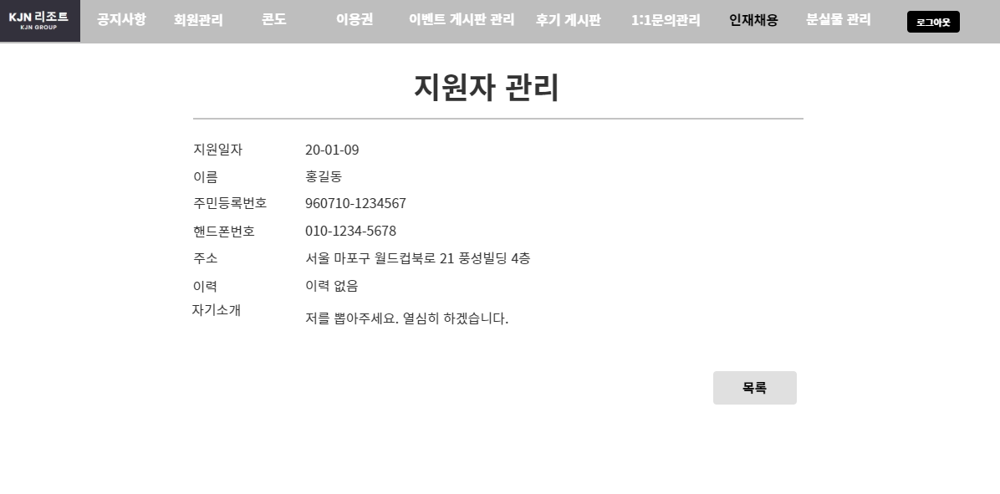 KJN 리조트
KJN GROUP
공지사항 회원관리 콘도 이용권 이벤트 게시판 관리 후기 게시판 1:1문의관리 인재채용 분실물 관리 로그아웃
지원자 관리
지원일자 20-01-09
이름 홍길동
주민등록번호 960710-1234567
핸드폰번호 010-1234-5678
주소 서울 마포구 월드컵북로 21 풍성빌딩 4층
이력 이력 없음
자기소개 저를 뽑아주세요. 열심히 하겠습니다.
목록